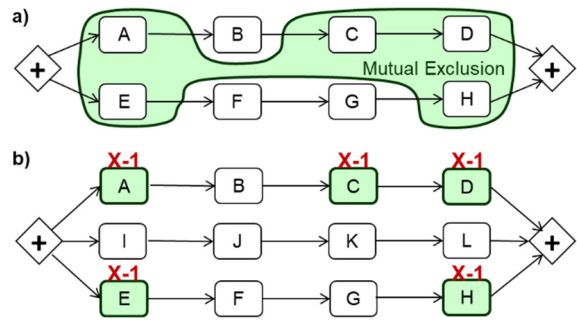 a)
A B C D
+ +
Mutual Exclusion
E F G H
b)
X-1 X-1 X-1
A B C D
+ I J K L +
X-1 X-1
E F G H